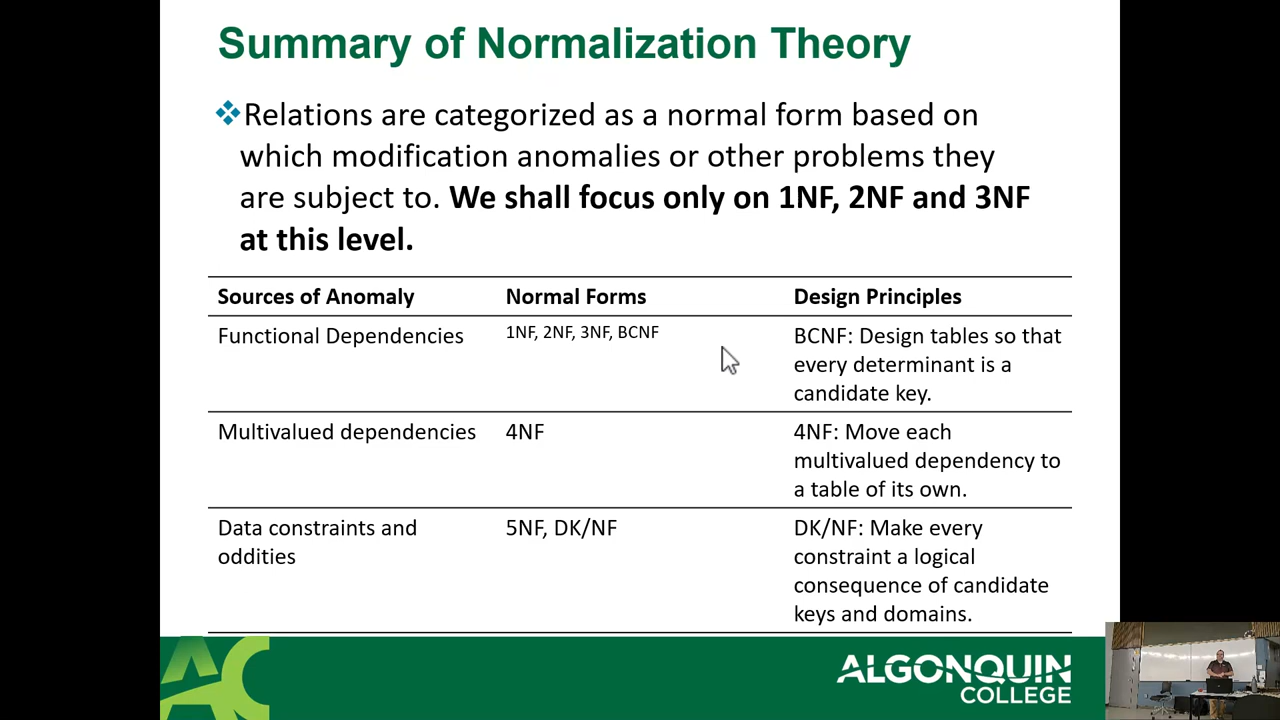 Summary of Normalization Theory
Relations are categorized as a normal form based on
which modification anomalies or other problems they
are subject to. We shall focus only on 1NF, 2NF and 3NF
at this level.
Sources of Anomaly Normal Forms Design Principles
Functional Dependencies 1NF, 2NF, 3NF, BCNF BCNF: Design tables so that
every determinant is a
candidate key.
Multivalued dependencies 4NF 4NF: Move each
multivalued dependency to
a table of its own.
Data constraints and 5NF, DK/NF DK/NF: Make every
oddities constraint a logical
consequence of candidate
keys and domains.
AC
ALGONQUIN
COLLEGE